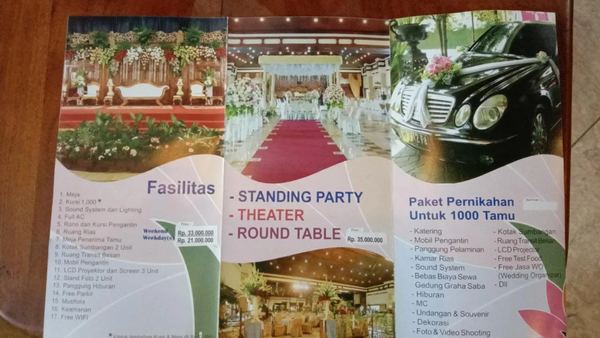 Fasilitas
1. Meja
2. Kursi 1.000 *
3. Sound System dan Lighting
4. Full AC
5. Room dan Kursi Pengantin
6. Ruang Rias
7. Meja Penerima Tamu
8. Kotak Sumbangan 2 Unit
9. Ruang Transit Besan
10. Mobil Pengantin
11. LCD Proyektor dan Screen 3 Unit
12. Stand Foto 2 Unit
13. Panggung Hiburan
14. Free Parkir
15. Mushola
16. Keamanan
17. Free WIFI
Weekend Rp. 33.000.000
Weekday(s) Rp. 21.000.000
- STANDING PARTY
- THEATER
- ROUND TABLE Rp. 35.000.000
Paket Pernikahan
Untuk 1000 Tamu
- Katering
- Mobil Pengantin
- Panggung Pelaminan
- Kamar Rias
- Sound System
Bebas Biaya Sewa
Gedung Graha Saba
- Hiburan
- MC
- Undangan & Souvenir
- Dekorasi
- Foto & Video Shooting
- Kotak Sumbangan
- Ruang Transit Besan
- LCD Projector
- Free Test Food
- Free Jasa WO
(Wedding Organizer)
- Dll